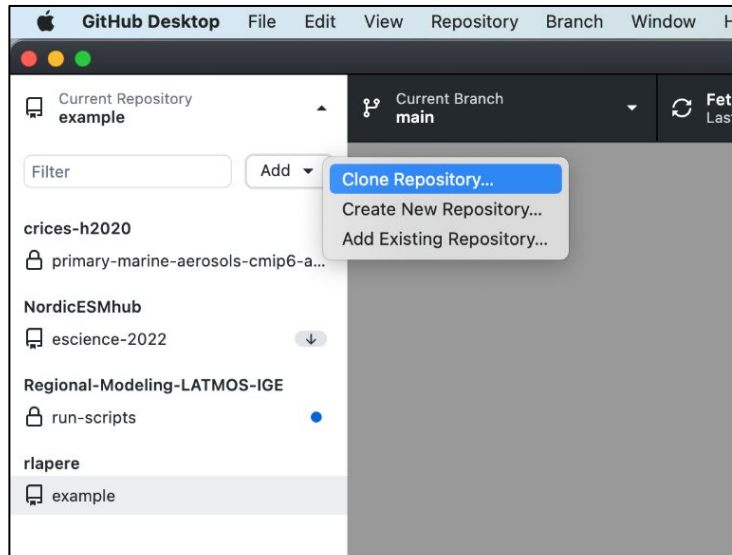 GitHub Desktop File Edit View Repository Branch Window
Current Repository
example
Current Branch
main
Fet
Las
Filter
Add
Clone Repository...
Create New Repository...
Add Existing Repository...
crices-h2020
primary-marine-aerosols-cmip6-a...
NordicESMhub
escience-2022
Regional-Modeling-LATMOS-IGE
run-scripts
rlapere
example